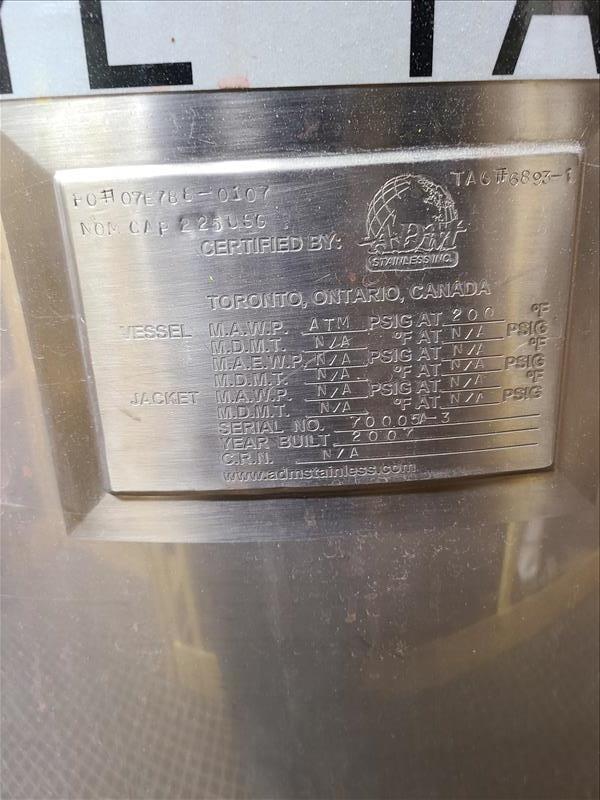 TA
PO# 07E788-0107
TAG#6893-1
NOM CAP 225USG
CERTIFIED BY:
ADM
STAINLESS INC.
TORONTO, ONTARIO, CANADA
VESSEL M.A.W.P. ATM PSIG AT 200 °F
M.D.M.T. N/A °F AT N/A PSIG
M.A.E.W.P. N/A PSIG AT N/A °F
M.D.M.T. N/A °F AT N/A PSIG
JACKET M.A.W.P. N/A PSIG AT N/A °F
M.D.M.T. N/A °F AT N/A PSIG
SERIAL NO. 70005A-3
YEAR BUILT 2007
C.R.N. N/A
www.admstainless.com